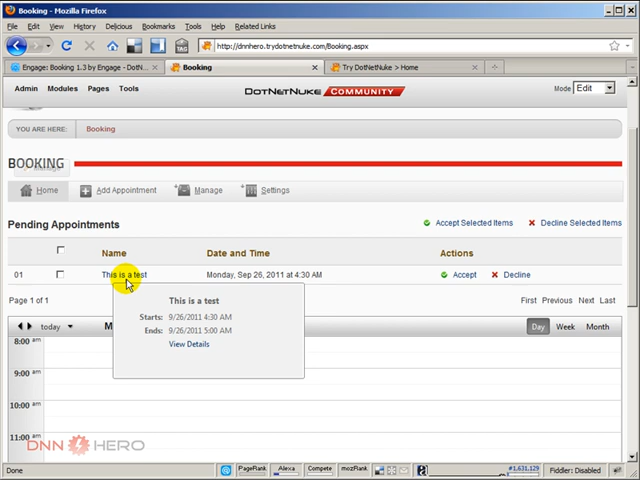 Booking - Mozilla Firefox
File Edit View History Delicious Bookmarks Tools Help Related Links
http://dnnhero.trydotnetnuke.com/Booking.aspx
Engage: Booking 1.3 by Engage - DotN...
Booking
Try DotNetNuke > Home
Admin Modules Pages Tools
DOTNETNUKE COMMUNITY
Mode Edit
YOU ARE HERE: Booking
BOOKING
Manage
Home Add Appointment Manage Settings
Pending Appointments
Accept Selected Items Decline Selected Items
Name Date and Time Actions
01 This is a test Monday, Sep 26, 2011 at 4:30 AM Accept Decline
This is a test
Starts: 9/26/2011 4:30 AM
Ends: 9/26/2011 5:00 AM
View Details
Page 1 of 1
First Previous Next Last
today
Day Week Month
8:00 am
9:00 am
10:00 am
11:00 am
DNN HERO
Done
PageRank Alexa Compete mozRank
#1,631,129
Fiddler: Disabled